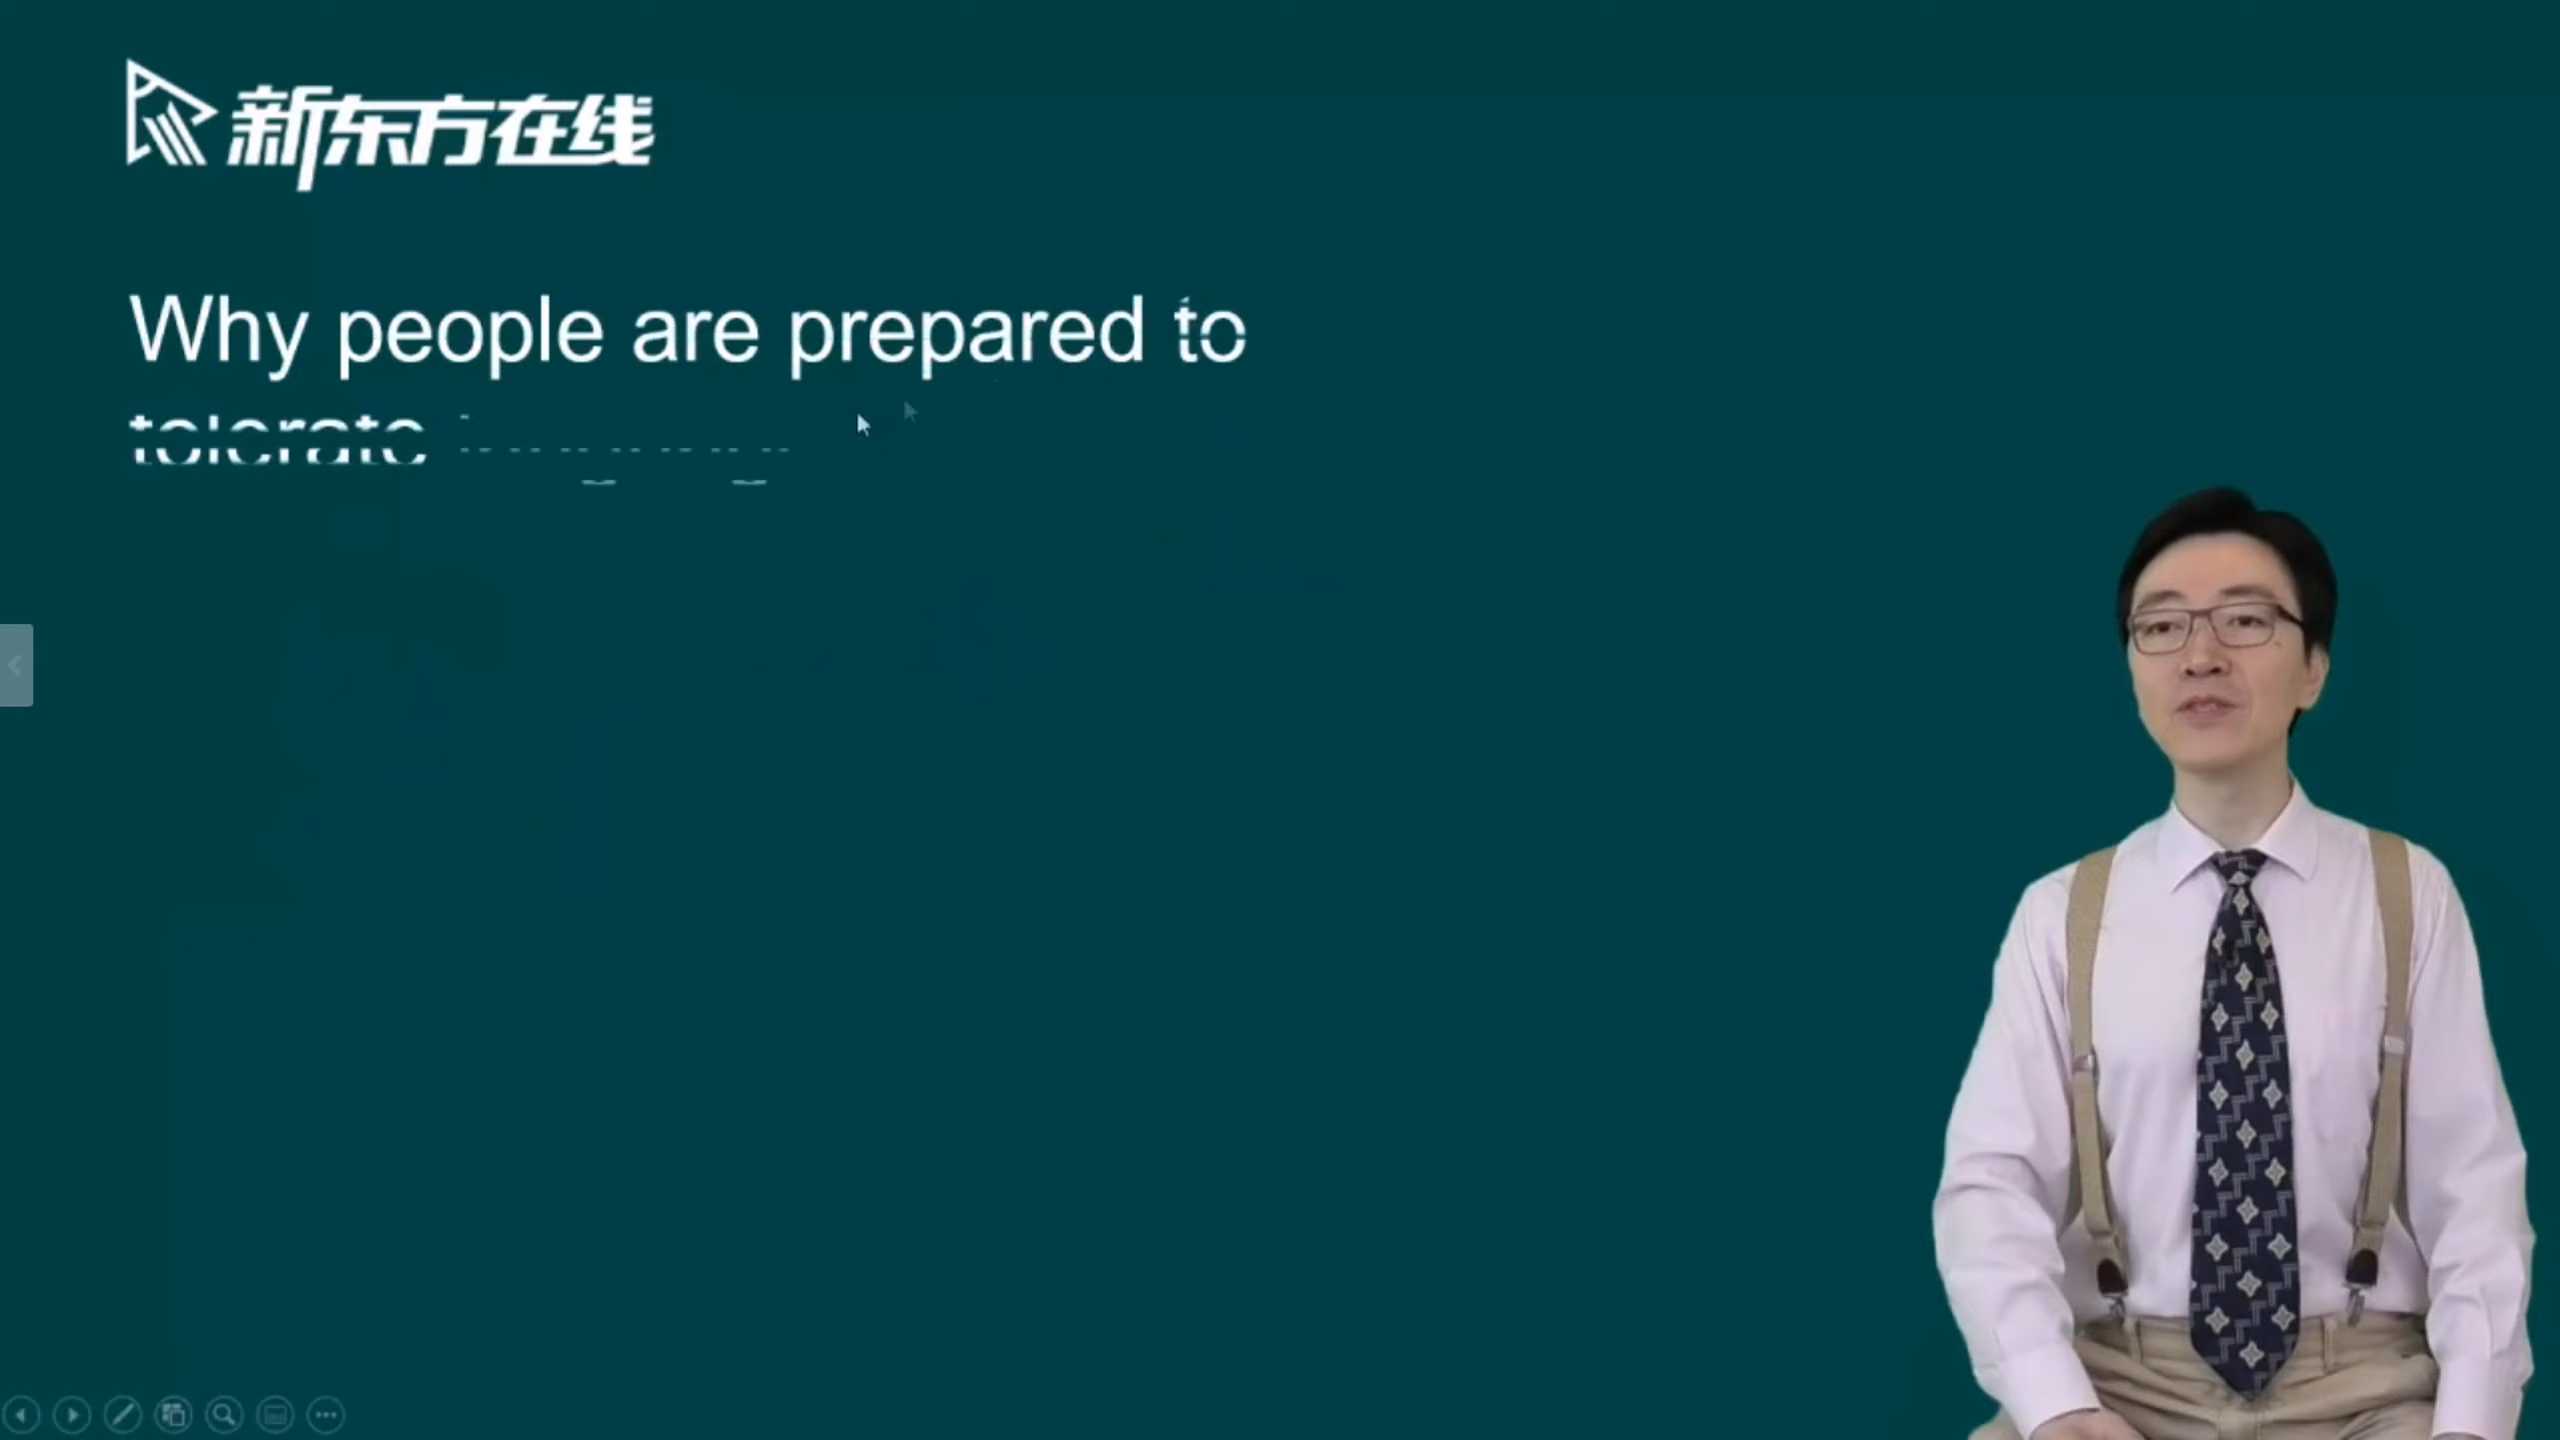 新东方在线
Why people are prepared to
tolerate